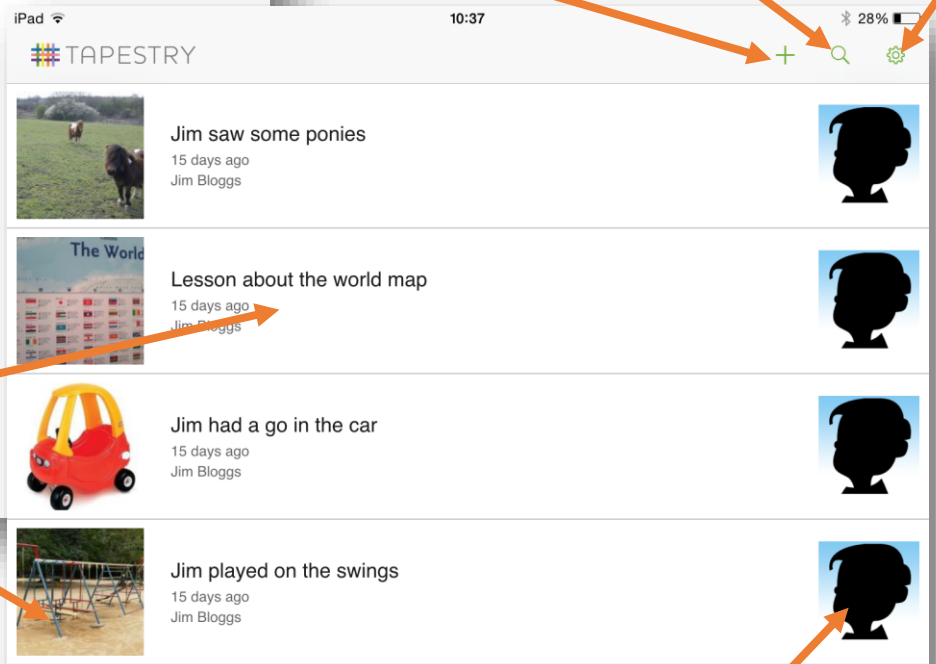 iPad 10:37 28%
TAPESTRY
Jim saw some ponies
15 days ago
Jim Bloggs
The World
Lesson about the world map
15 days ago
Jim Bloggs
Jim had a go in the car
15 days ago
Jim Bloggs
Jim played on the swings
15 days ago
Jim Bloggs